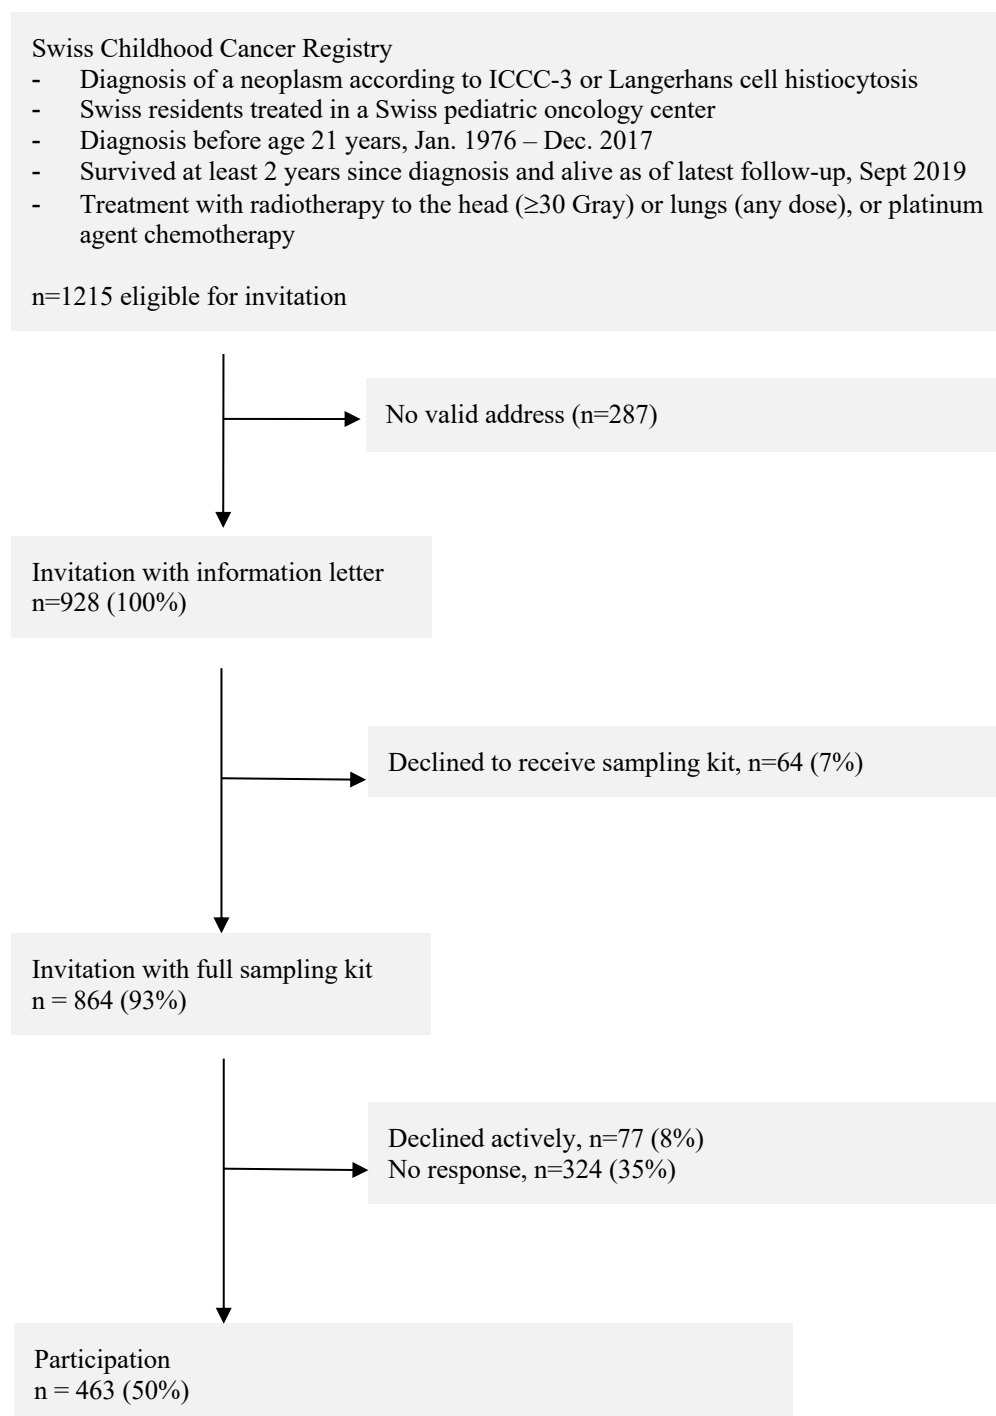 Swiss Childhood Cancer Registry
- Diagnosis of a neoplasm according to ICCC-3 or Langerhans cell histiocytosis
- Swiss residents treated in a Swiss pediatric oncology center
- Diagnosis before age 21 years, Jan. 1976 – Dec. 2017
- Survived at least 2 years since diagnosis and alive as of latest follow-up, Sept 2019
- Treatment with radiotherapy to the head (≥30 Gray) or lungs (any dose), or platinum
agent chemotherapy
n=1215 eligible for invitation
No valid address (n=287)
Invitation with information letter
n=928 (100%)
Declined to receive sampling kit, n=64 (7%)
Invitation with full sampling kit
n = 864 (93%)
Declined actively, n=77 (8%)
No response, n=324 (35%)
Participation
n = 463 (50%)